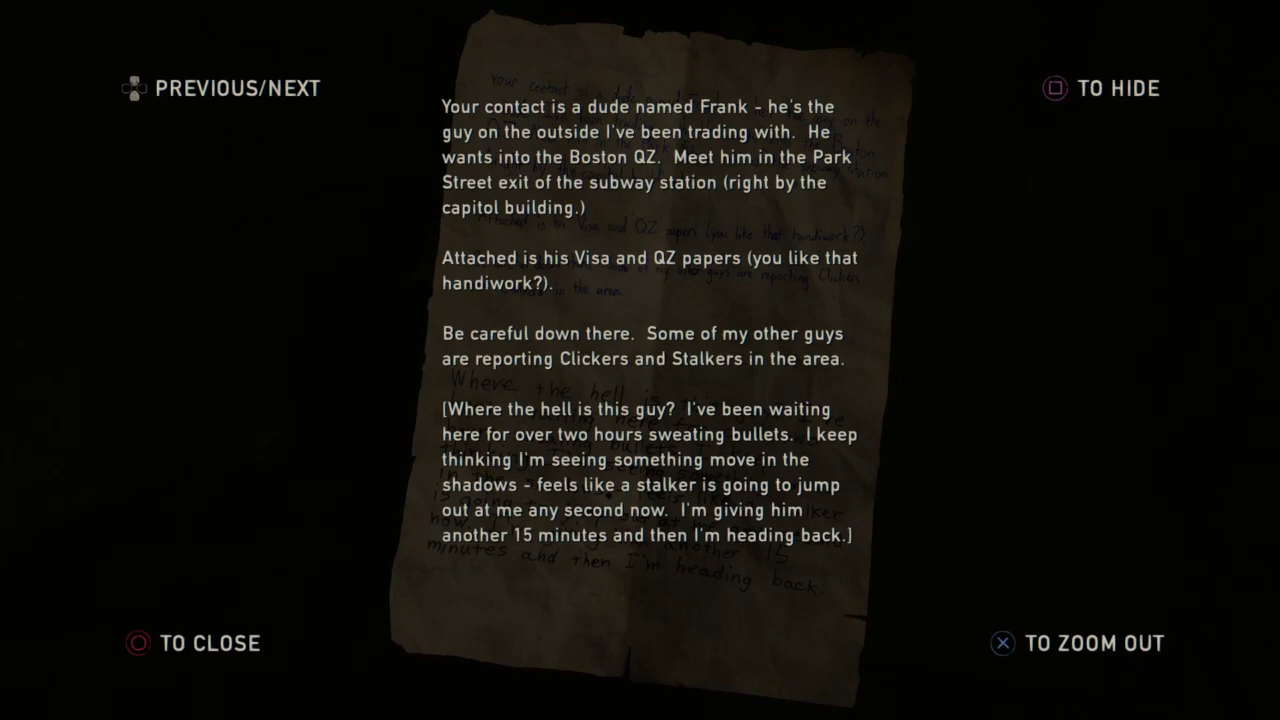 PREVIOUS/NEXT
TO HIDE
Your contact is a dude named Frank - he's the
guy on the outside I've been trading with.  He
wants into the Boston QZ.  Meet him in the Park
Street exit of the subway station (right by the
capitol building.)
Attached is his Visa and QZ papers (you like that
handiwork?).
Be careful down there.  Some of my other guys
are reporting Clickers and Stalkers in the area.
[Where the hell is this guy?  I've been waiting
here for over two hours sweating bullets.  I keep
thinking I'm seeing something move in the
shadows - feels like a stalker is going to jump
out at me any second now.  I'm giving him
another 15 minutes and then I'm heading back.]
minutes and then I'm heading back.
TO CLOSE
TO ZOOM OUT